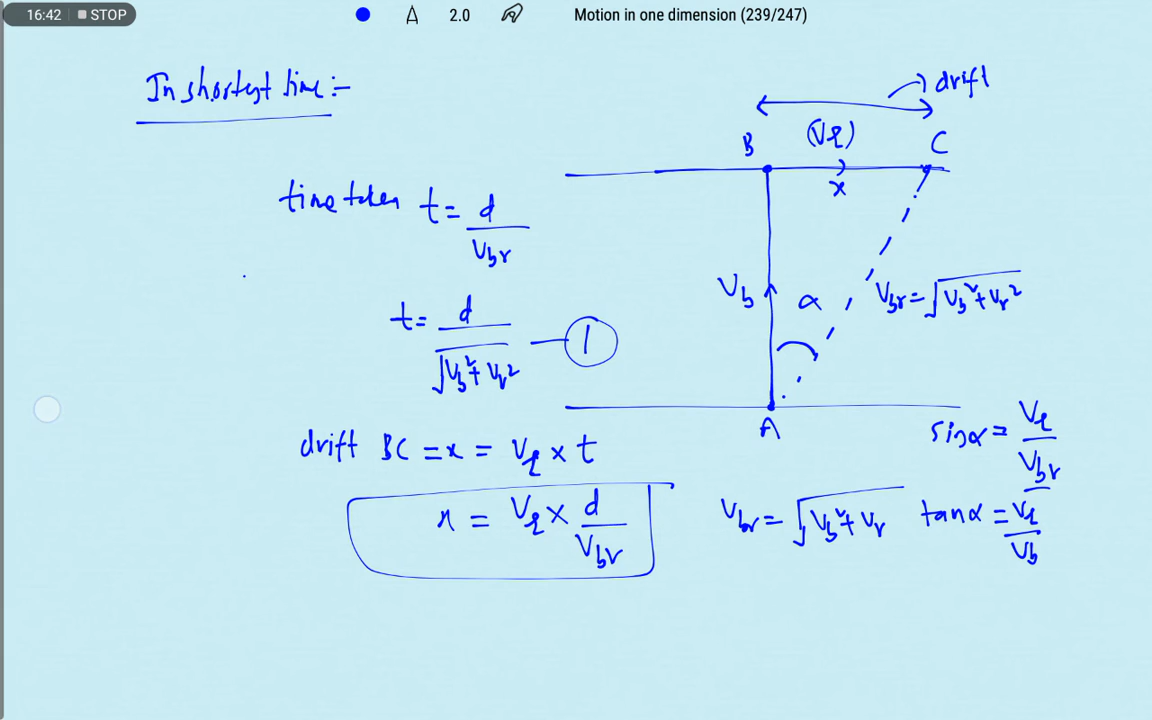 16:42 STOP 2.0 Motion in one dimension (239/247)
In shortest time :-
drift
B (Vr) C
x
time taken t = d / Vbr
Vb α Vbr = √Vb² + Vr²
t = d / √Vb² + Vr² — 1
A
sinα = Vr / Vbr
drift BC = x = Vr × t
x = Vr × d / Vbr
Vbr = √Vb² + Vr tanα = Vr / Vb